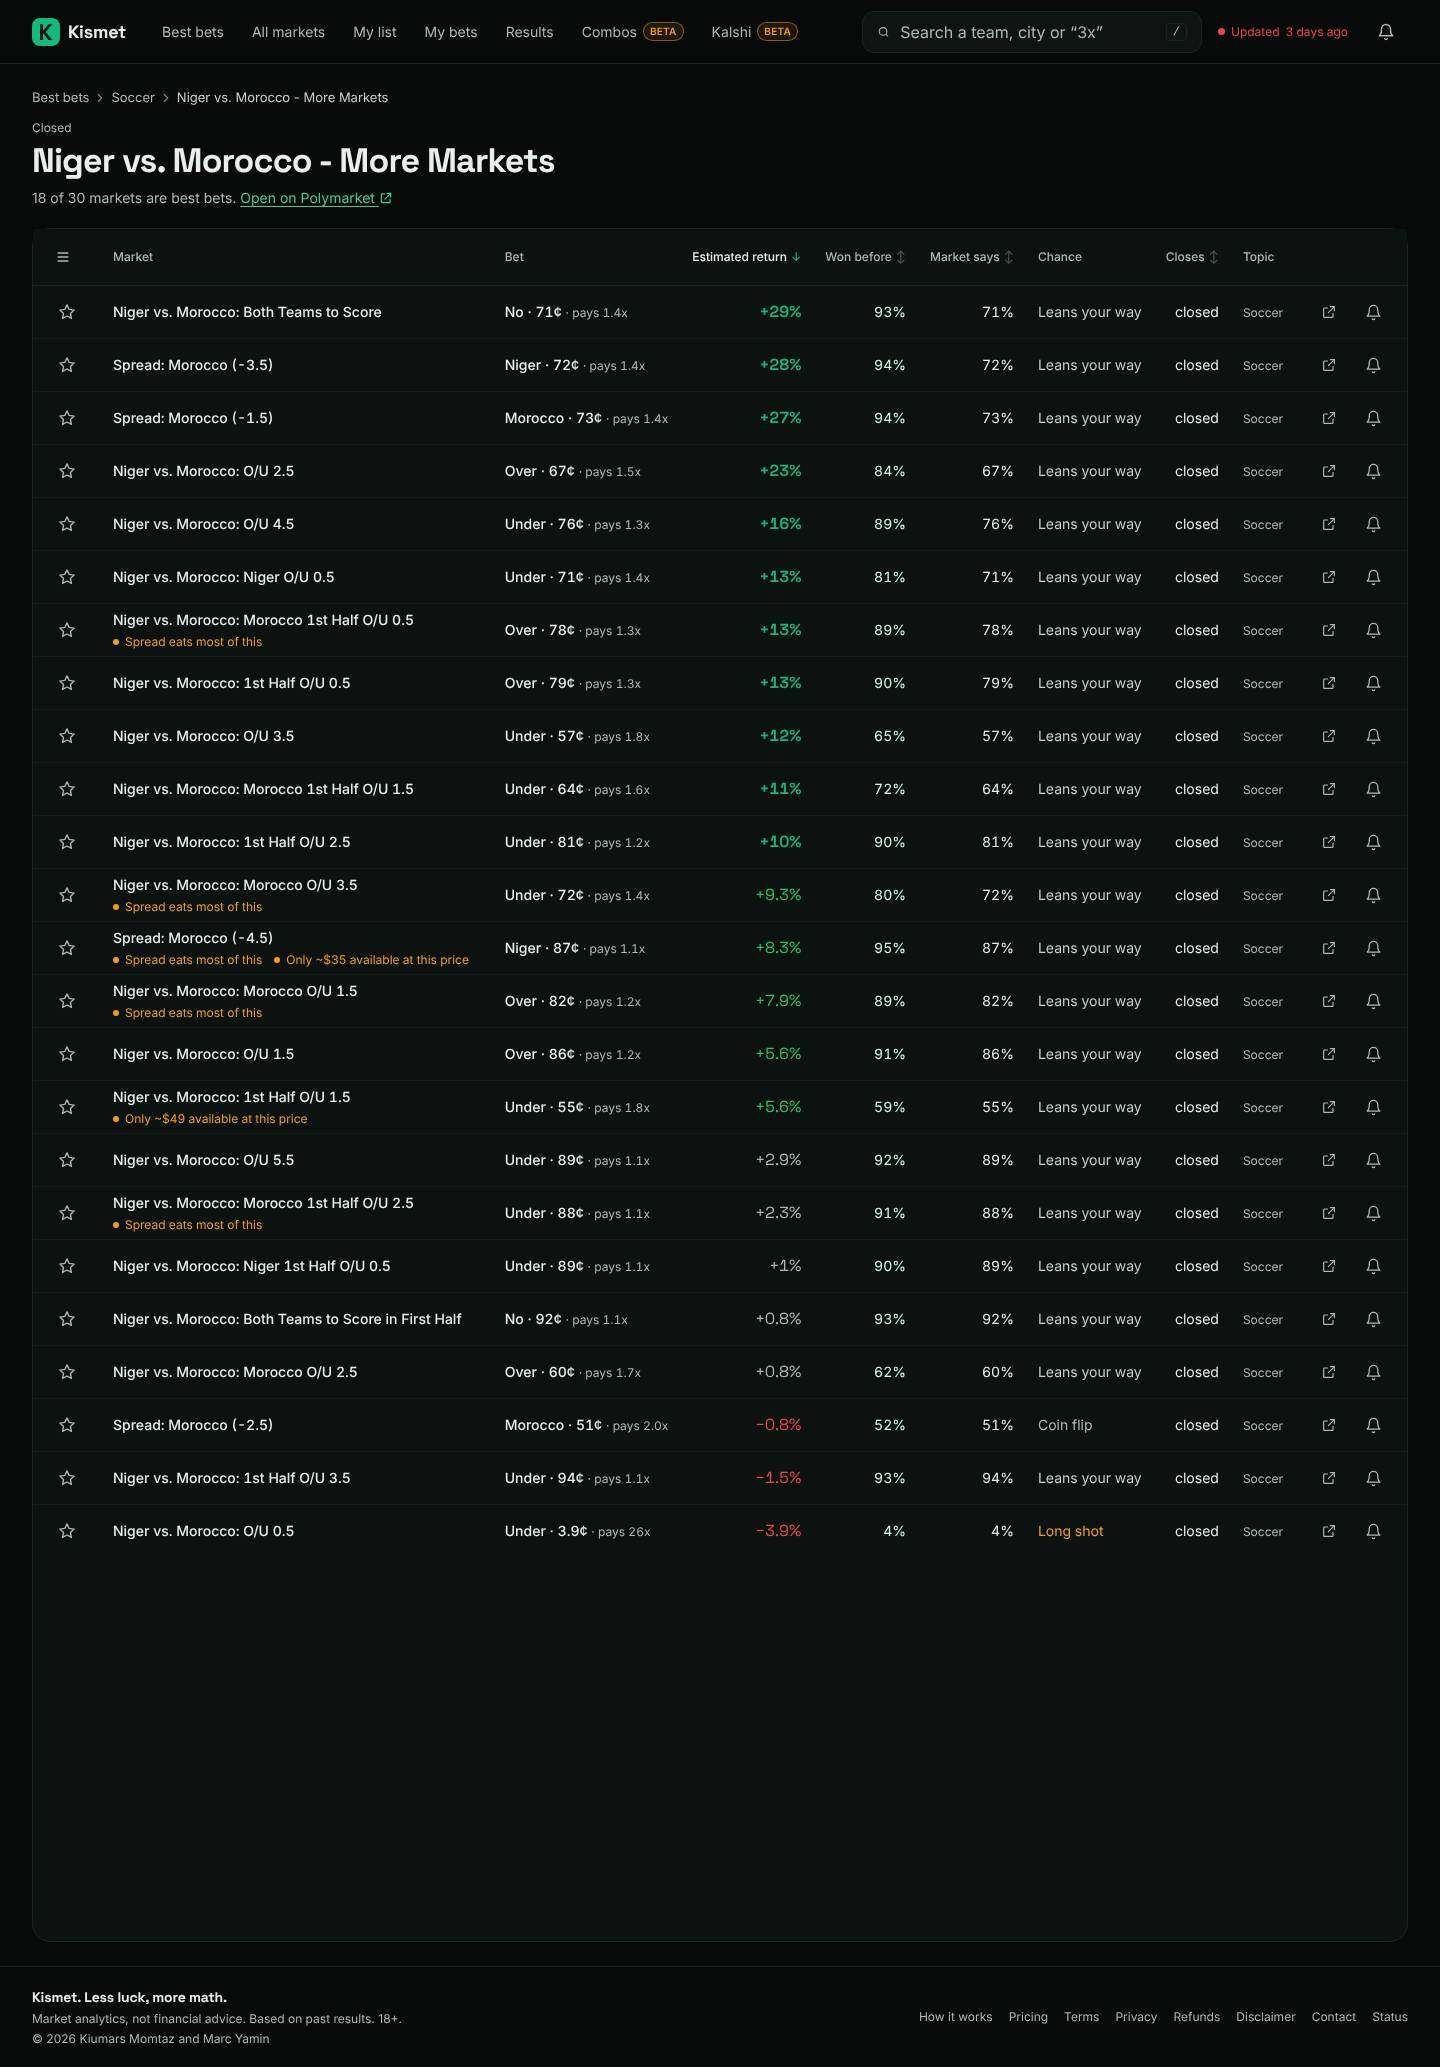 Kismet Best bets All markets My list My bets Results Combos BETA Kalshi BETA Search a team, city or “3x” / Updated 3 days ago
Best bets > Soccer > Niger vs. Morocco - More Markets
Closed
Niger vs. Morocco - More Markets
18 of 30 markets are best bets. Open on Polymarket
Market Bet Estimated return ↓ Won before Market says Chance Closes Topic
Niger vs. Morocco: Both Teams to Score No · 71¢ · pays 1.4x +29% 93% 71% Leans your way closed Soccer
Spread: Morocco (-3.5) Niger · 72¢ · pays 1.4x +28% 94% 72% Leans your way closed Soccer
Spread: Morocco (-1.5) Morocco · 73¢ · pays 1.4x +27% 94% 73% Leans your way closed Soccer
Niger vs. Morocco: O/U 2.5 Over · 67¢ · pays 1.5x +23% 84% 67% Leans your way closed Soccer
Niger vs. Morocco: O/U 4.5 Under · 76¢ · pays 1.3x +16% 89% 76% Leans your way closed Soccer
Niger vs. Morocco: Niger O/U 0.5 Under · 71¢ · pays 1.4x +13% 81% 71% Leans your way closed Soccer
Niger vs. Morocco: Morocco 1st Half O/U 0.5 Over · 78¢ · pays 1.3x +13% 89% 78% Leans your way closed Soccer
Spread eats most of this
Niger vs. Morocco: 1st Half O/U 0.5 Over · 79¢ · pays 1.3x +13% 90% 79% Leans your way closed Soccer
Niger vs. Morocco: O/U 3.5 Under · 57¢ · pays 1.8x +12% 65% 57% Leans your way closed Soccer
Niger vs. Morocco: Morocco 1st Half O/U 1.5 Under · 64¢ · pays 1.6x +11% 72% 64% Leans your way closed Soccer
Niger vs. Morocco: 1st Half O/U 2.5 Under · 81¢ · pays 1.2x +10% 90% 81% Leans your way closed Soccer
Niger vs. Morocco: Morocco O/U 3.5 Under · 72¢ · pays 1.4x +9.3% 80% 72% Leans your way closed Soccer
Spread eats most of this
Spread: Morocco (-4.5) Niger · 87¢ · pays 1.1x +8.3% 95% 87% Leans your way closed Soccer
Spread eats most of this Only ~$35 available at this price
Niger vs. Morocco: Morocco O/U 1.5 Over · 82¢ · pays 1.2x +7.9% 89% 82% Leans your way closed Soccer
Spread eats most of this
Niger vs. Morocco: O/U 1.5 Over · 86¢ · pays 1.2x +5.6% 91% 86% Leans your way closed Soccer
Niger vs. Morocco: 1st Half O/U 1.5 Under · 55¢ · pays 1.8x +5.6% 59% 55% Leans your way closed Soccer
Only ~$49 available at this price
Niger vs. Morocco: O/U 5.5 Under · 89¢ · pays 1.1x +2.9% 92% 89% Leans your way closed Soccer
Niger vs. Morocco: Morocco 1st Half O/U 2.5 Under · 88¢ · pays 1.1x +2.3% 91% 88% Leans your way closed Soccer
Spread eats most of this
Niger vs. Morocco: Niger 1st Half O/U 0.5 Under · 89¢ · pays 1.1x +1% 90% 89% Leans your way closed Soccer
Niger vs. Morocco: Both Teams to Score in First Half No · 92¢ · pays 1.1x +0.8% 93% 92% Leans your way closed Soccer
Niger vs. Morocco: Morocco O/U 2.5 Over · 60¢ · pays 1.7x +0.8% 62% 60% Leans your way closed Soccer
Spread: Morocco (-2.5) Morocco · 51¢ · pays 2.0x −0.8% 52% 51% Coin flip closed Soccer
Niger vs. Morocco: 1st Half O/U 3.5 Under · 94¢ · pays 1.1x −1.5% 93% 94% Leans your way closed Soccer
Niger vs. Morocco: O/U 0.5 Under · 3.9¢ · pays 26x −3.9% 4% 4% Long shot closed Soccer
Kismet. Less luck, more math.
Market analytics, not financial advice. Based on past results. 18+.
© 2026 Kiumars Momtaz and Marc Yamin
How it works Pricing Terms Privacy Refunds Disclaimer Contact Status